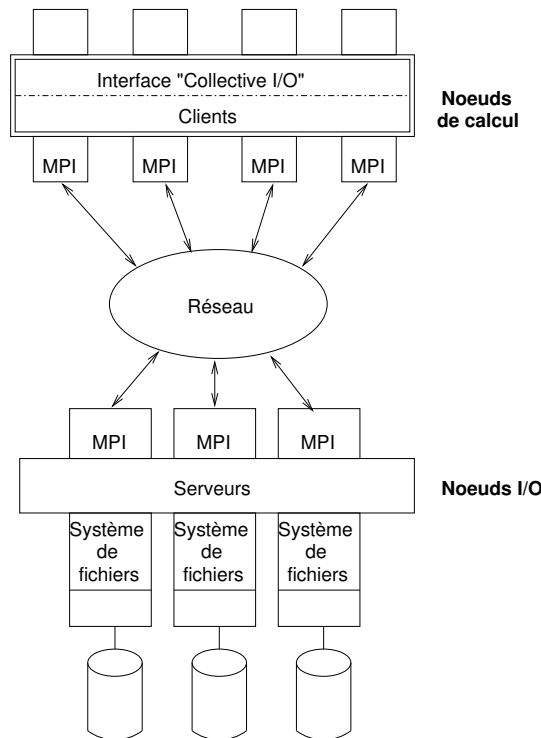 Interface "Collective I/O"
Clients
Noeuds
de calcul
MPI
MPI
MPI
MPI
Réseau
MPI
MPI
MPI
Serveurs
Noeuds I/O
Système
de
fichiers
Système
de
fichiers
Système
de
fichiers